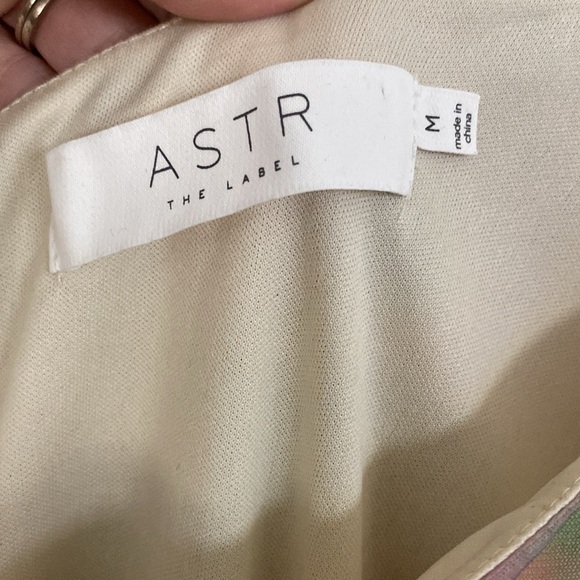 ASTR
THE LABEL
M
made in
china